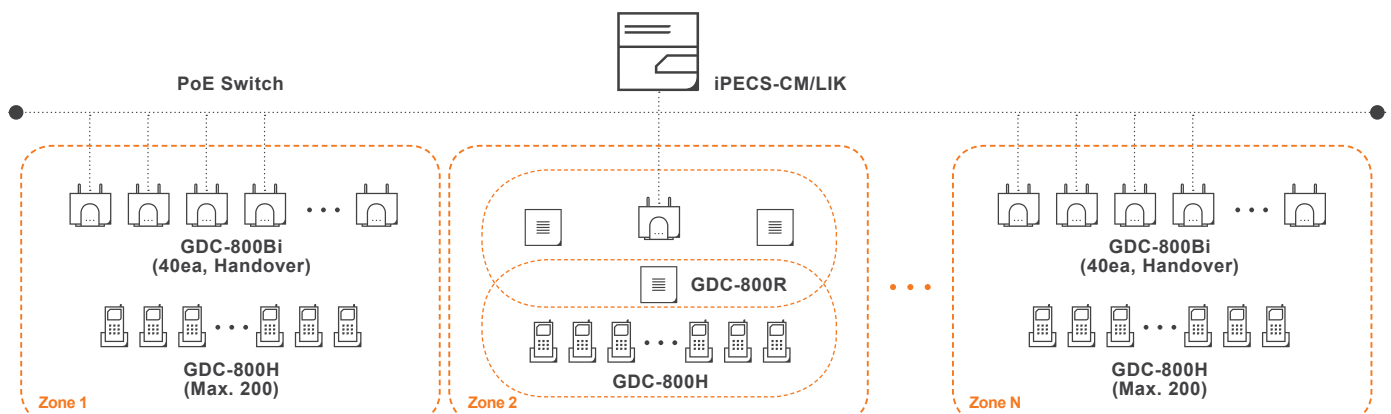 PoE Switch
iPECS-CM/LIK
GDC-800Bi
(40ea, Handover)
GDC-800H
(Max. 200)
Zone 1
GDC-800R
GDC-800H
Zone 2
GDC-800Bi
(40ea, Handover)
GDC-800H
(Max. 200)
Zone N